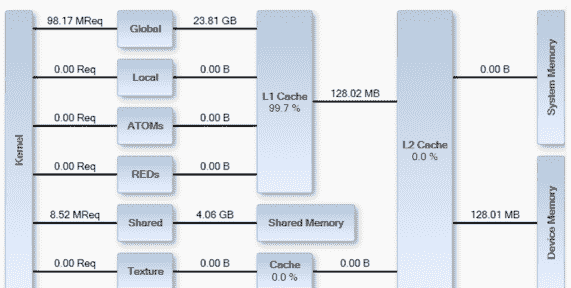 98.17 MReq
Global
23.81 GB
0.00 Req
Local
0.00 B
L1 Cache
99.7 %
128.02 MB
0.00 B
System Memory
0.00 Req
ATOMs
0.00 B
Kernel
L2 Cache
0.0 %
0.00 Req
REDs
0.00 B
8.52 MReq
Shared
4.06 GB
Shared Memory
128.01 MB
Device Memory
0.00 Req
Texture
0.00 B
Cache
0.0 %
0.00 B